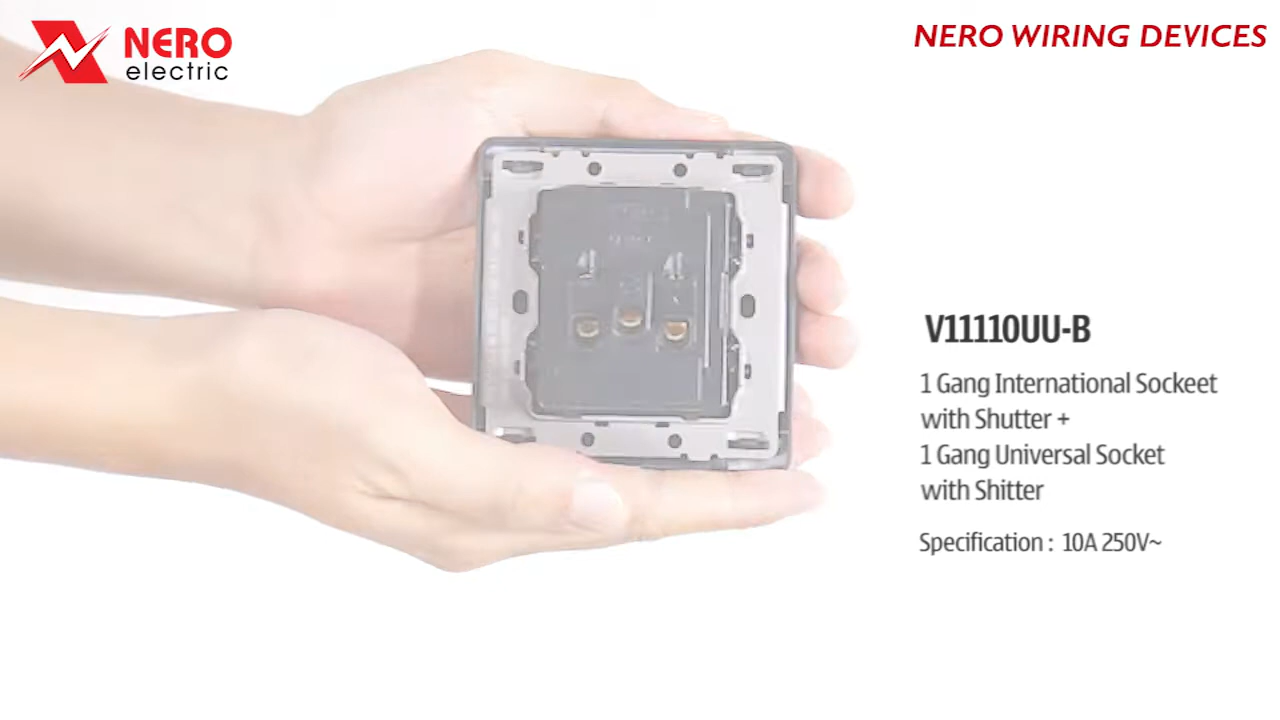 NERO
electric
NERO WIRING DEVICES
V11110UU-B
1 Gang International Sockeet
with Shutter +
1 Gang Universal Socket
with Shitter
Specification : 10A 250V~